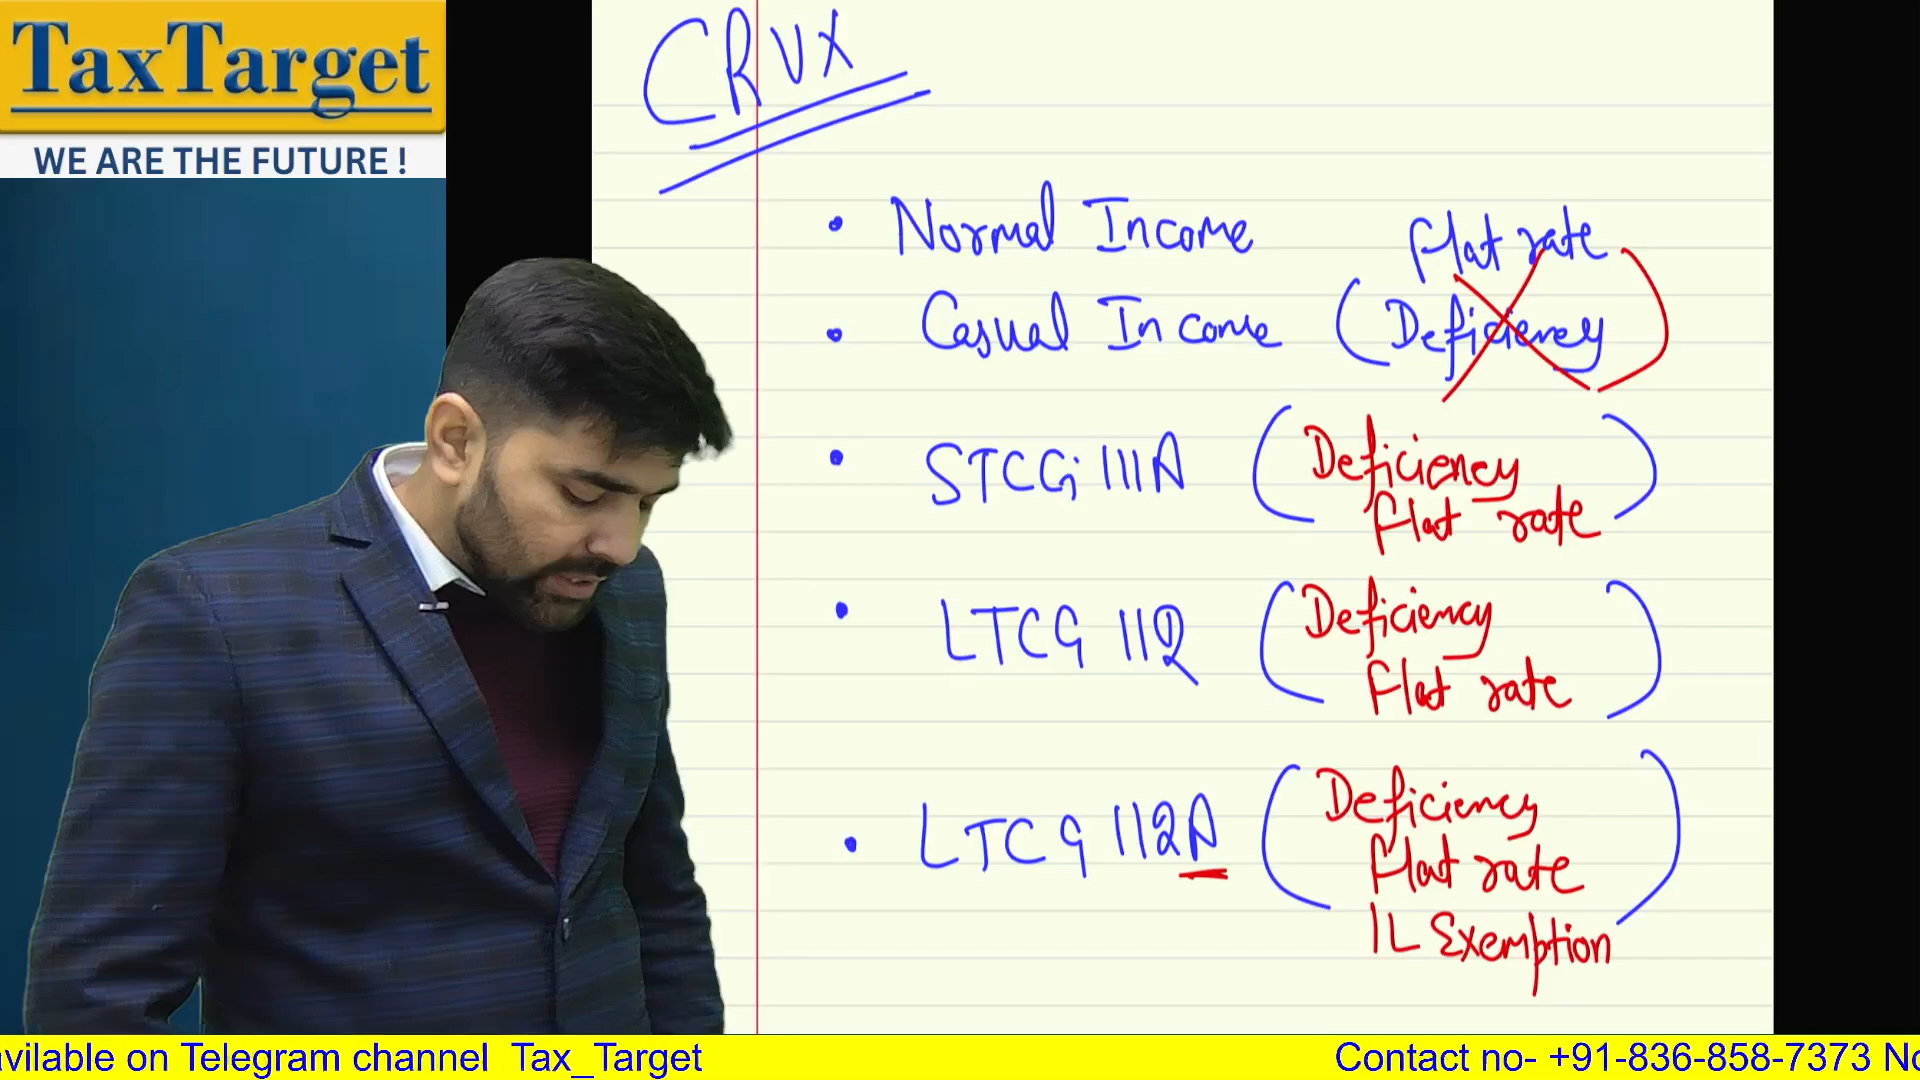 TaxTarget
WE ARE THE FUTURE !
CRUX
• Normal Income
Flat rate
• Casual Income (Deficiency)
• STCG 111A (Deficiency
Flat rate)
• LTCG 112 (Deficiency
Flat rate)
• LTCG 112A (Deficiency
Flat rate
1L Exemption)
avilable on Telegram channel Tax_Target
Contact no- +91-836-858-7373 No